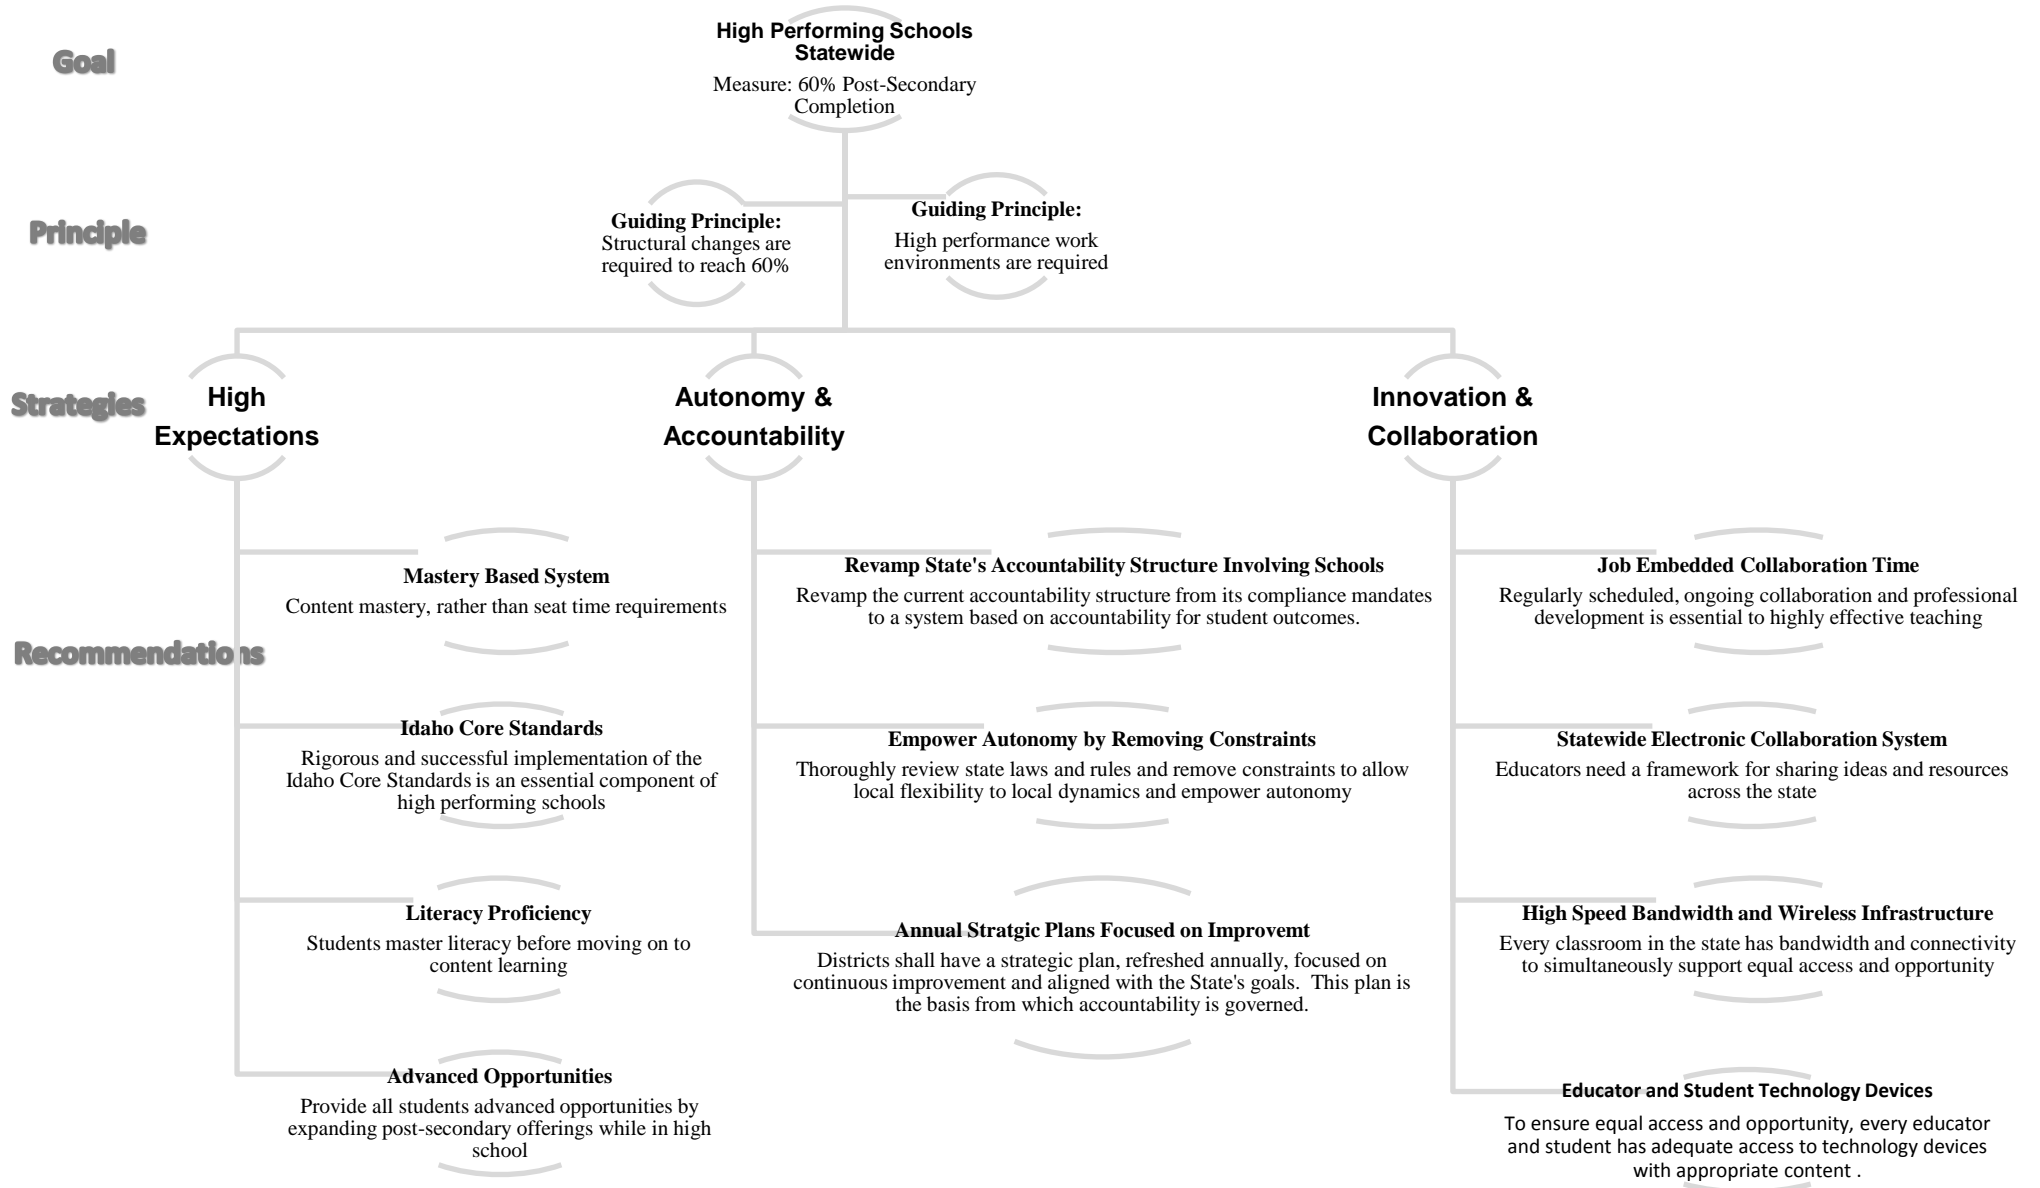 Goal
High Performing Schools
Statewide
Measure: 60% Post-Secondary
Completion
Principle
Guiding Principle:
Structural changes are
required to reach 60%
Guiding Principle:
High performance work
environments are required
Strategies
High
Expectations
Autonomy &
Accountability
Innovation &
Collaboration
Recommendations
Mastery Based System
Content mastery, rather than seat time requirements
Idaho Core Standards
Rigorous and successful implementation of the
Idaho Core Standards is an essential component of
high performing schools
Literacy Proficiency
Students master literacy before moving on to
content learning
Advanced Opportunities
Provide all students advanced opportunities by
expanding post-secondary offerings while in high
school
Revamp State's Accountability Structure Involving Schools
Revamp the current accountability structure from its compliance mandates
to a system based on accountability for student outcomes.
Empower Autonomy by Removing Constraints
Thoroughly review state laws and rules and remove constraints to allow
local flexibility to local dynamics and empower autonomy
Annual Stratgic Plans Focused on Improvemt
Districts shall have a strategic plan, refreshed annually, focused on
continuous improvement and aligned with the State's goals.  This plan is
the basis from which accountability is governed.
Job Embedded Collaboration Time
Regularly scheduled, ongoing collaboration and professional
development is essential to highly effective teaching
Statewide Electronic Collaboration System
Educators need a framework for sharing ideas and resources
across the state
High Speed Bandwidth and Wireless Infrastructure
Every classroom in the state has bandwidth and connectivity
to simultaneously support equal access and opportunity
Educator and Student Technology Devices
To ensure equal access and opportunity, every educator
and student has adequate access to technology devices
with appropriate content .